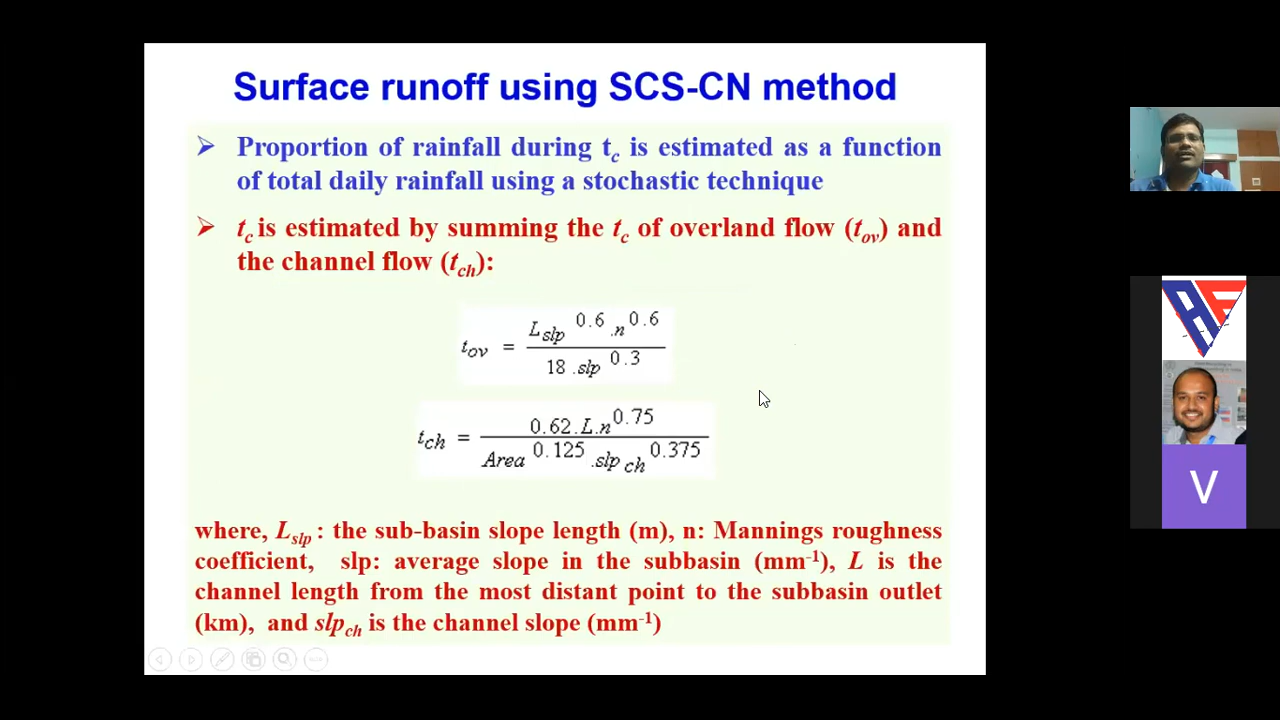 Surface runoff using SCS-CN method
➢ Proportion of rainfall during tc is estimated as a function
of total daily rainfall using a stochastic technique
➢ tc is estimated by summing the tc of overland flow (tov) and
the channel flow (tch):
tov = Lslp^0.6 .n^0.6 / 18 .slp^0.3
tch = 0.62.L.n^0.75 / Area^0.125 .slpch^0.375
where, Lslp : the sub-basin slope length (m), n: Mannings roughness
coefficient, slp: average slope in the subbasin (mm-1), L is the
channel length from the most distant point to the subbasin outlet
(km), and slpch is the channel slope (mm-1)
V